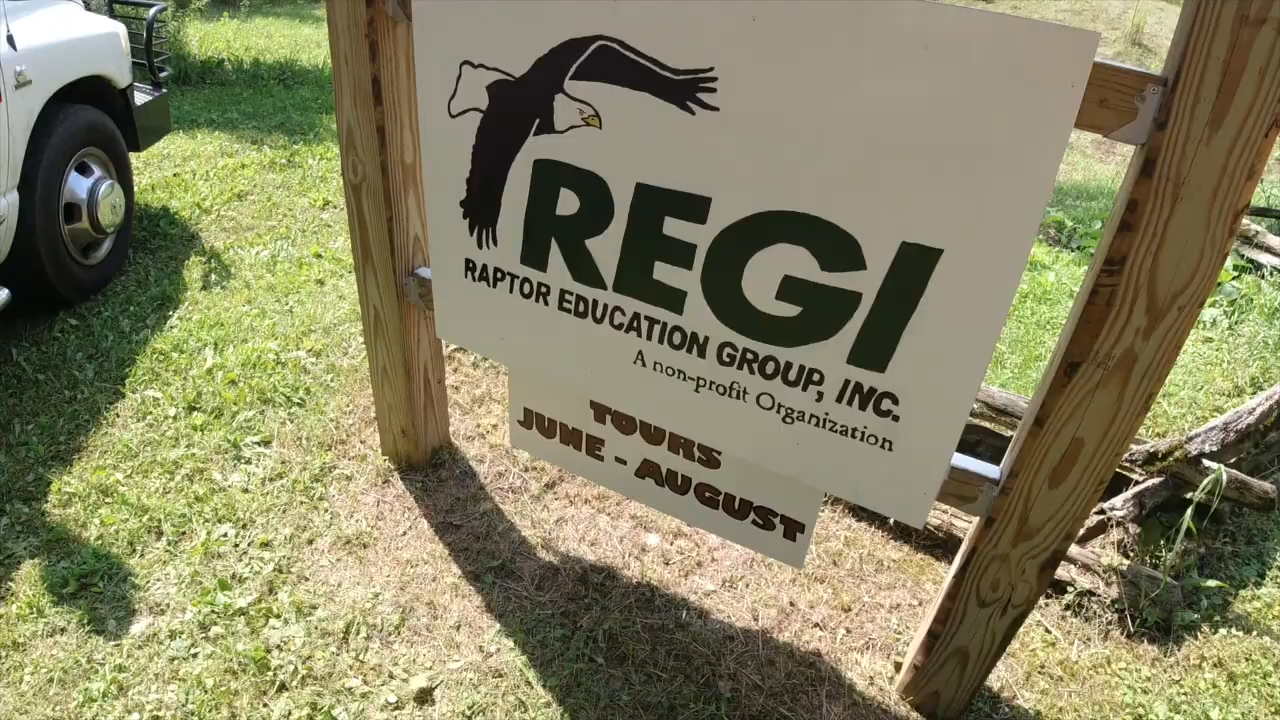 REGI
RAPTOR EDUCATION GROUP, INC.
A non-profit Organization
TOURS
JUNE - AUGUST